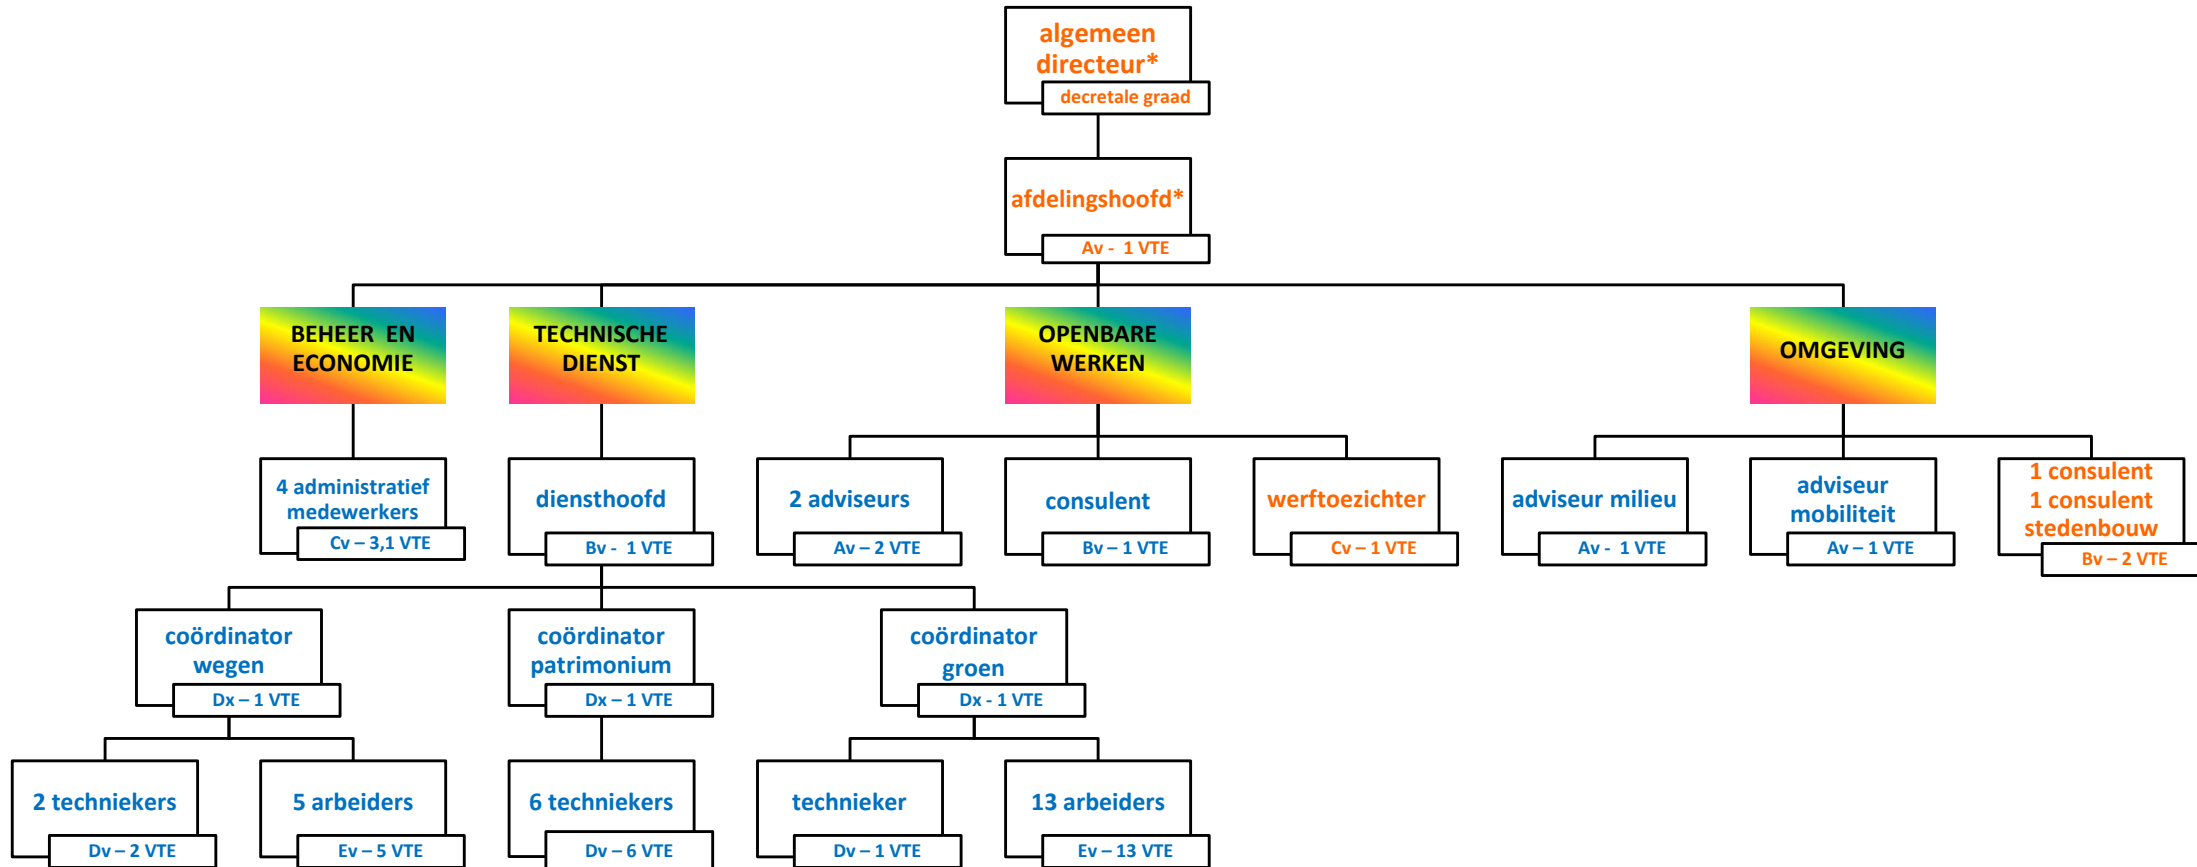 algemeen
directeur*
decretale graad
afdelingshoofd*
Av -  1 VTE
BEHEER  EN
ECONOMIE
TECHNISCHE
DIENST
OPENBARE
WERKEN
OMGEVING
4 administratief
medewerkers
Cv – 3,1 VTE
diensthoofd
Bv -  1 VTE
2 adviseurs
Av – 2 VTE
consulent
Bv – 1 VTE
werftoezichter
Cv – 1 VTE
adviseur milieu
Av -  1 VTE
adviseur
mobiliteit
Av – 1 VTE
1 consulent
1 consulent
stedenbouw
Bv – 2 VTE
coördinator
wegen
Dx – 1 VTE
coördinator
patrimonium
Dx – 1 VTE
coördinator
groen
Dx - 1 VTE
2 techniekers
Dv – 2 VTE
5 arbeiders
Ev – 5 VTE
6 techniekers
Dv – 6 VTE
technieker
Dv – 1 VTE
13 arbeiders
Ev – 13 VTE